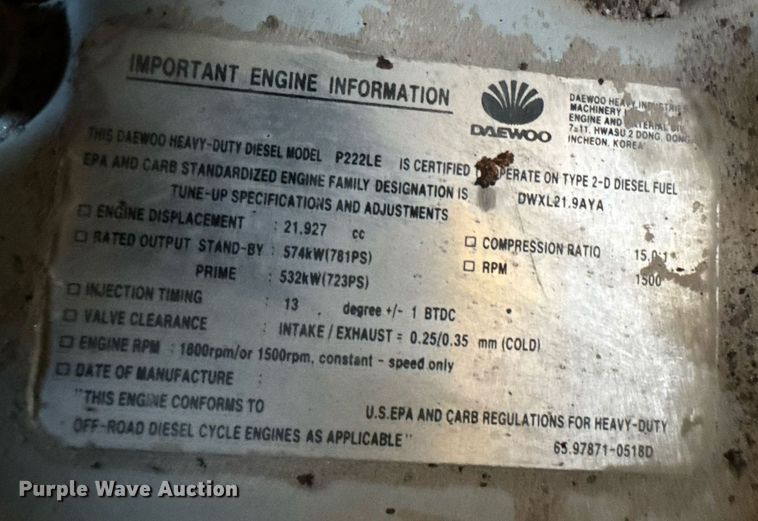 IMPORTANT ENGINE INFORMATION
DAEWOO
DAEWOO HEAVY INDUSTRIES
MACHINERY
ENGINE AND MATERIAL DIV.
7-11, HWASU 2 DONG, DONG
INCHEON, KOREA
THIS DAEWOO HEAVY-DUTY DIESEL MODEL P222LE IS CERTIFIED OPERATE ON TYPE 2-D DIESEL FUEL
EPA AND CARB STANDARDIZED ENGINE FAMILY DESIGNATION IS DWXL21.9AYA
TUNE-UP SPECIFICATIONS AND ADJUSTMENTS
ENGINE DISPLACEMENT : 21.927 cc
COMPRESSION RATIO 15.0:1
RATED OUTPUT STAND-BY : 574kW(781PS)
RPM 1500
PRIME : 532kW(723PS)
INJECTION TIMING : 13 . degree +/- 1 BTDC
VALVE CLEARANCE : INTAKE / EXHAUST = 0.25/0.35 mm (COLD)
ENGINE RPM : 1800rpm/or 1500rpm, constant - speed only
DATE OF MANUFACTURE :
"THIS ENGINE CONFORMS TO U.S.EPA AND CARB REGULATIONS FOR HEAVY-DUTY
OFF-ROAD DIESEL CYCLE ENGINES AS APPLICABLE"
65.97871-0518D
Purple Wave Auction